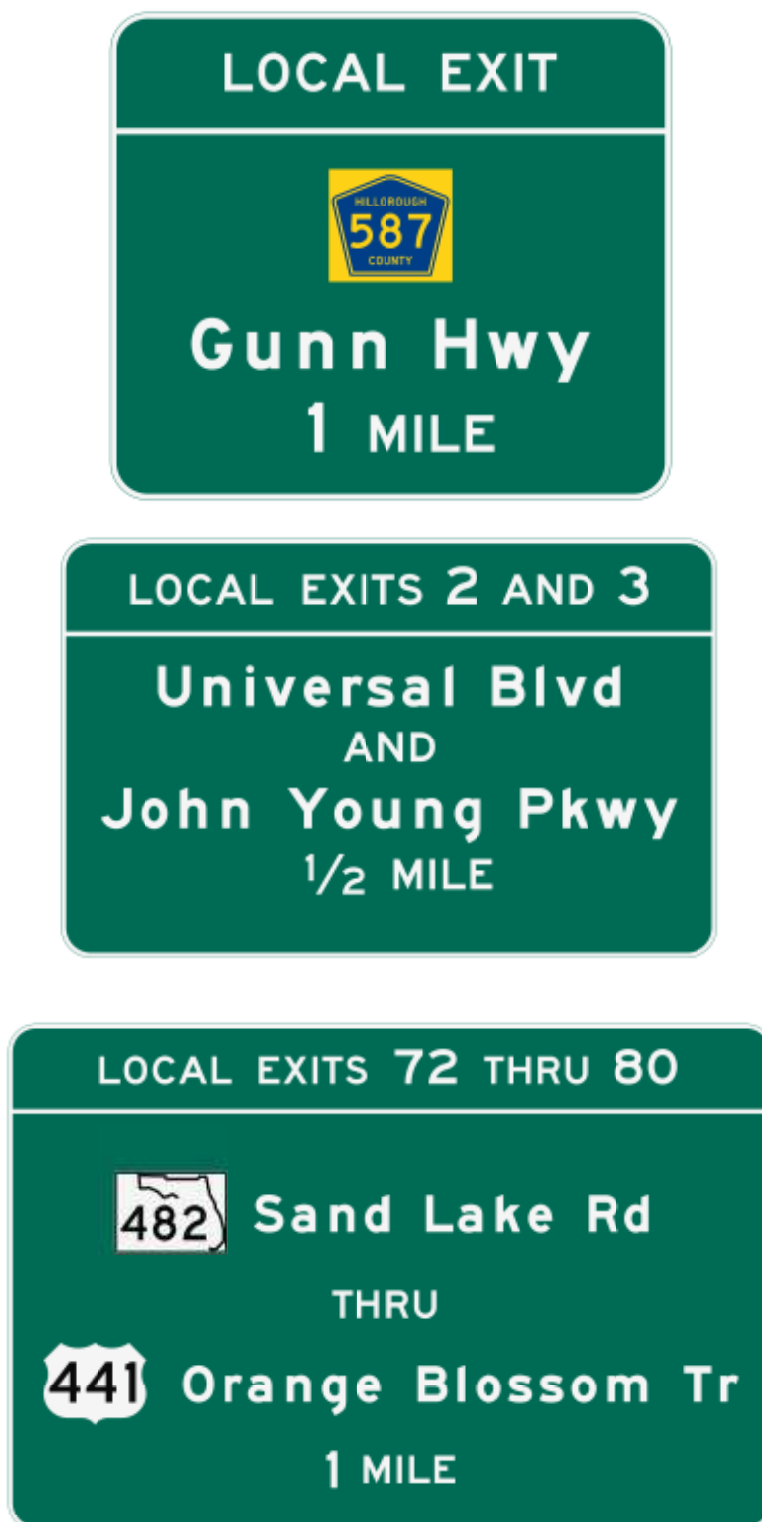 LOCAL EXIT
HILLOROUGH
587
COUNTY
Gunn Hwy
1 MILE
LOCAL EXITS 2 AND 3
Universal Blvd
AND
John Young Pkwy
1/2 MILE
LOCAL EXITS 72 THRU 80
482 Sand Lake Rd
THRU
441 Orange Blossom Tr
1 MILE